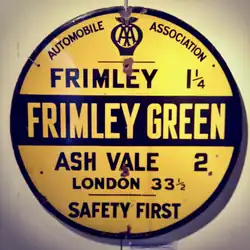 AUTOMOBILE AA ASSOCIATION
FRIMLEY 1¼
FRIMLEY GREEN
ASH VALE 2
LONDON 33½
SAFETY FIRST